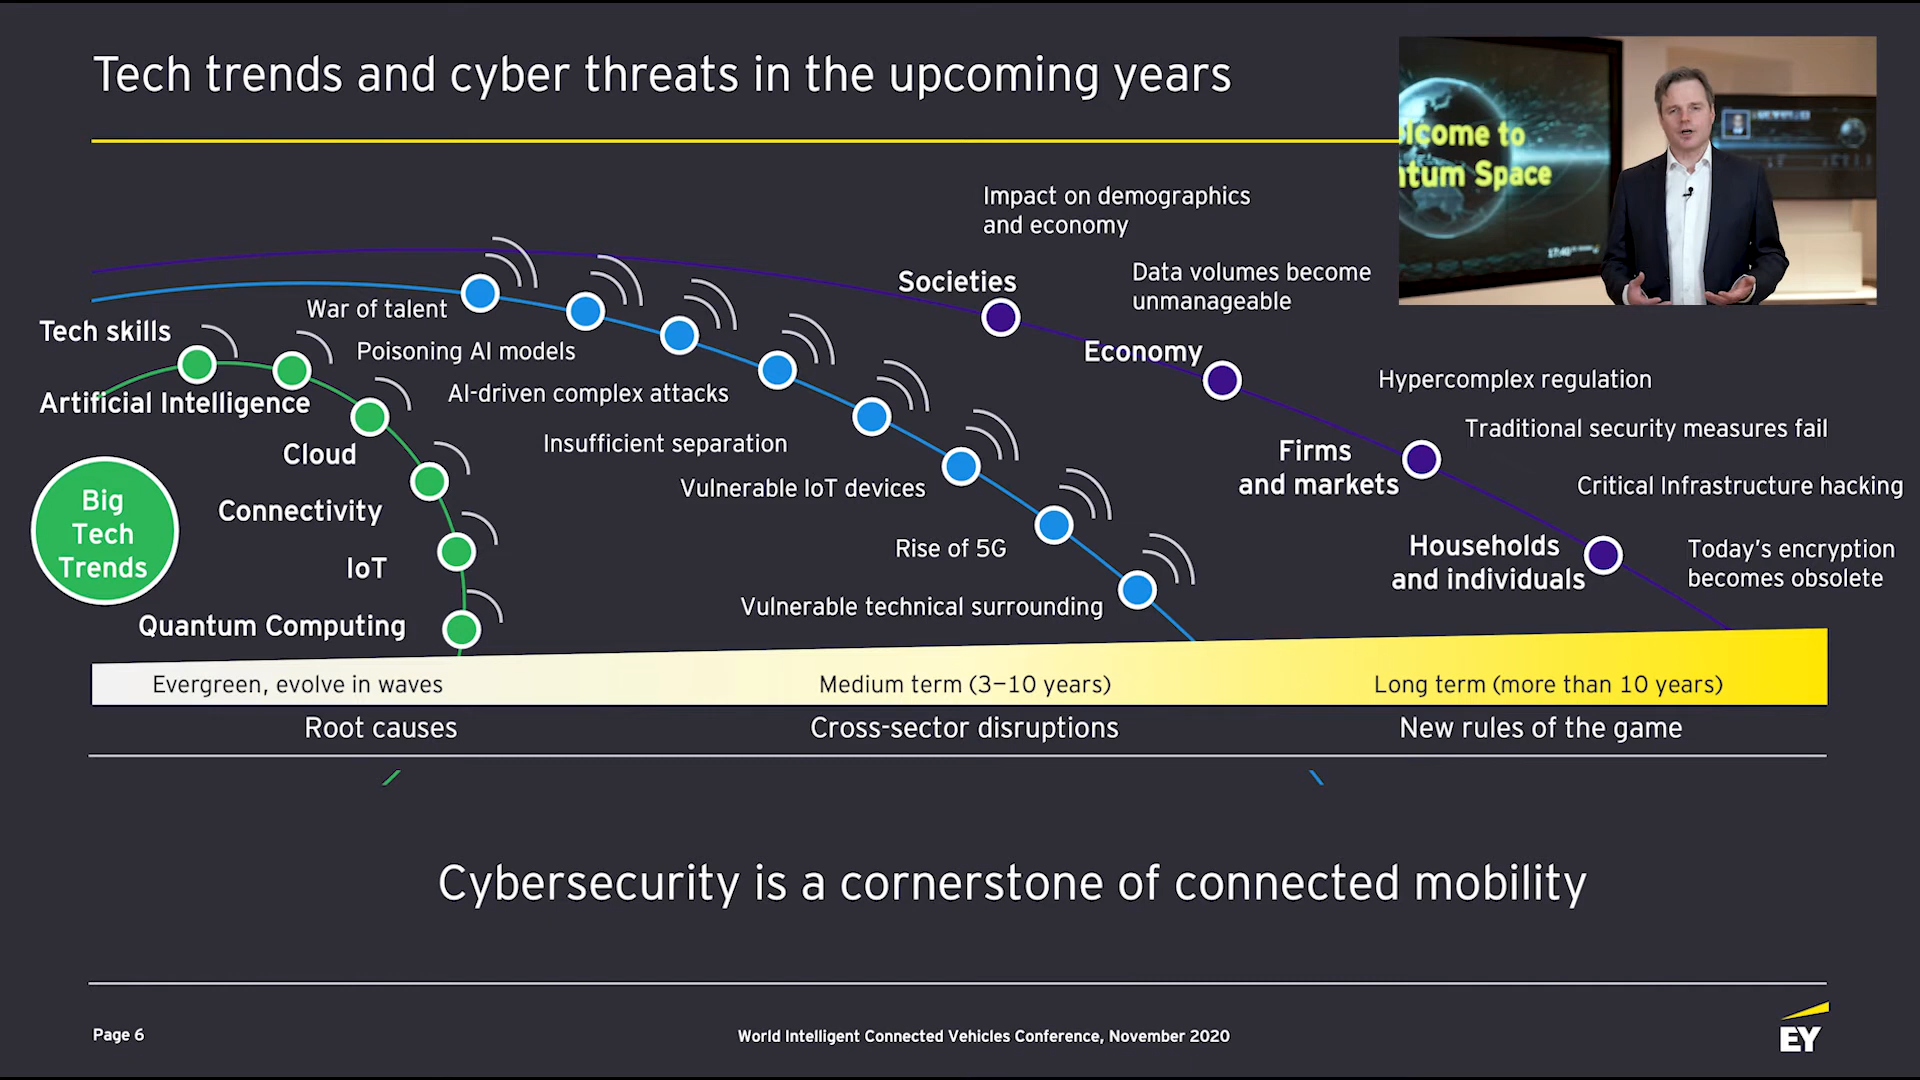 Tech trends and cyber threats in the upcoming years
lcome to
ntum Space
Impact on demographics
and economy
Societies
Data volumes become
unmanageable
War of talent
Tech skills
Poisoning AI models
Economy
Hypercomplex regulation
AI-driven complex attacks
Artificial Intelligence
Traditional security measures fail
Insufficient separation
Cloud
Firms
and markets
Vulnerable IoT devices
Critical Infrastructure hacking
Big
Tech
Trends
Connectivity
Rise of 5G
Households
and individuals
Today's encryption
becomes obsolete
IoT
Vulnerable technical surrounding
Quantum Computing
Evergreen, evolve in waves
Medium term (3–10 years)
Long term (more than 10 years)
Root causes
Cross-sector disruptions
New rules of the game
Cybersecurity is a cornerstone of connected mobility
Page 6
World Intelligent Connected Vehicles Conference, November 2020
EY